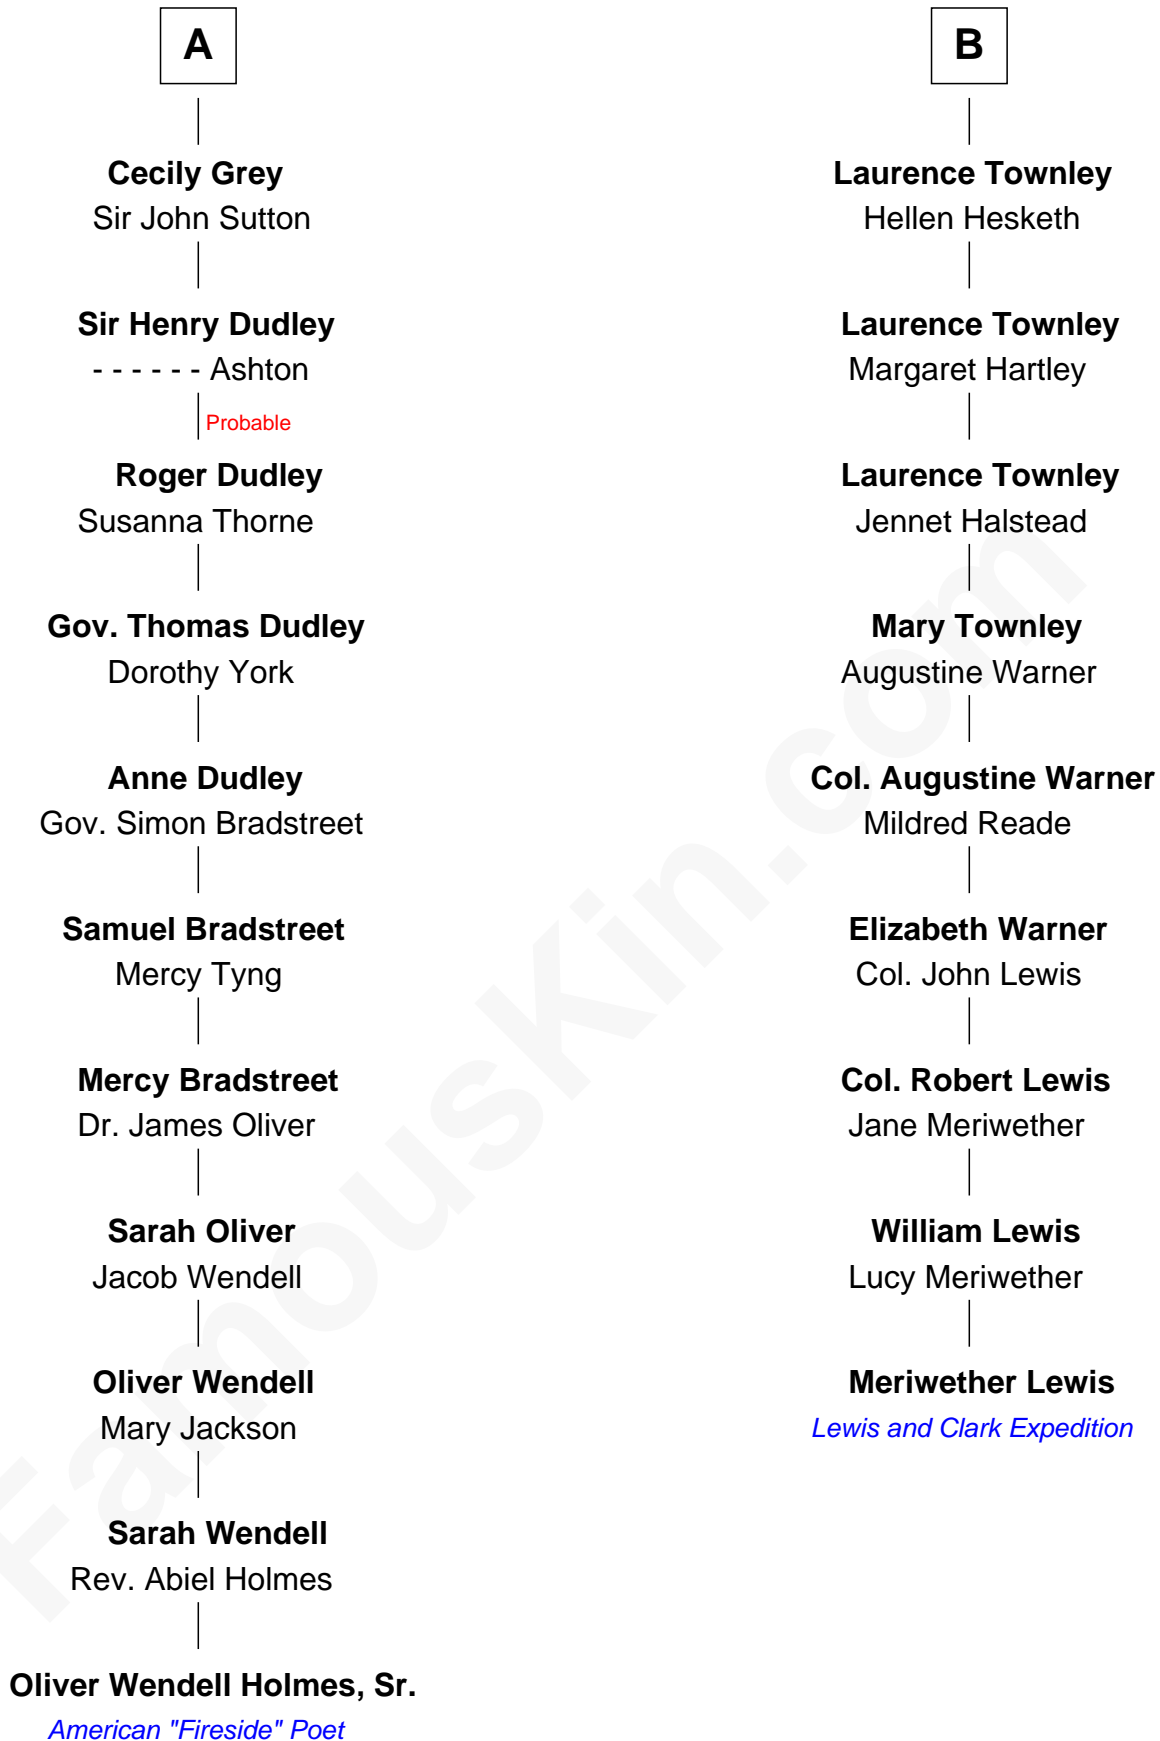 A
Cecily Grey
Sir John Sutton
Sir Henry Dudley
- - - - - - Ashton
Probable
Roger Dudley
Susanna Thorne
Gov. Thomas Dudley
Dorothy York
Anne Dudley
Gov. Simon Bradstreet
Samuel Bradstreet
Mercy Tyng
Mercy Bradstreet
Dr. James Oliver
Sarah Oliver
Jacob Wendell
Oliver Wendell
Mary Jackson
Sarah Wendell
Rev. Abiel Holmes
Oliver Wendell Holmes, Sr.
American "Fireside" Poet
B
Laurence Townley
Hellen Hesketh
Laurence Townley
Margaret Hartley
Laurence Townley
Jennet Halstead
Mary Townley
Augustine Warner
Col. Augustine Warner
Mildred Reade
Elizabeth Warner
Col. John Lewis
Col. Robert Lewis
Jane Meriwether
William Lewis
Lucy Meriwether
Meriwether Lewis
Lewis and Clark Expedition
FamousKin.com